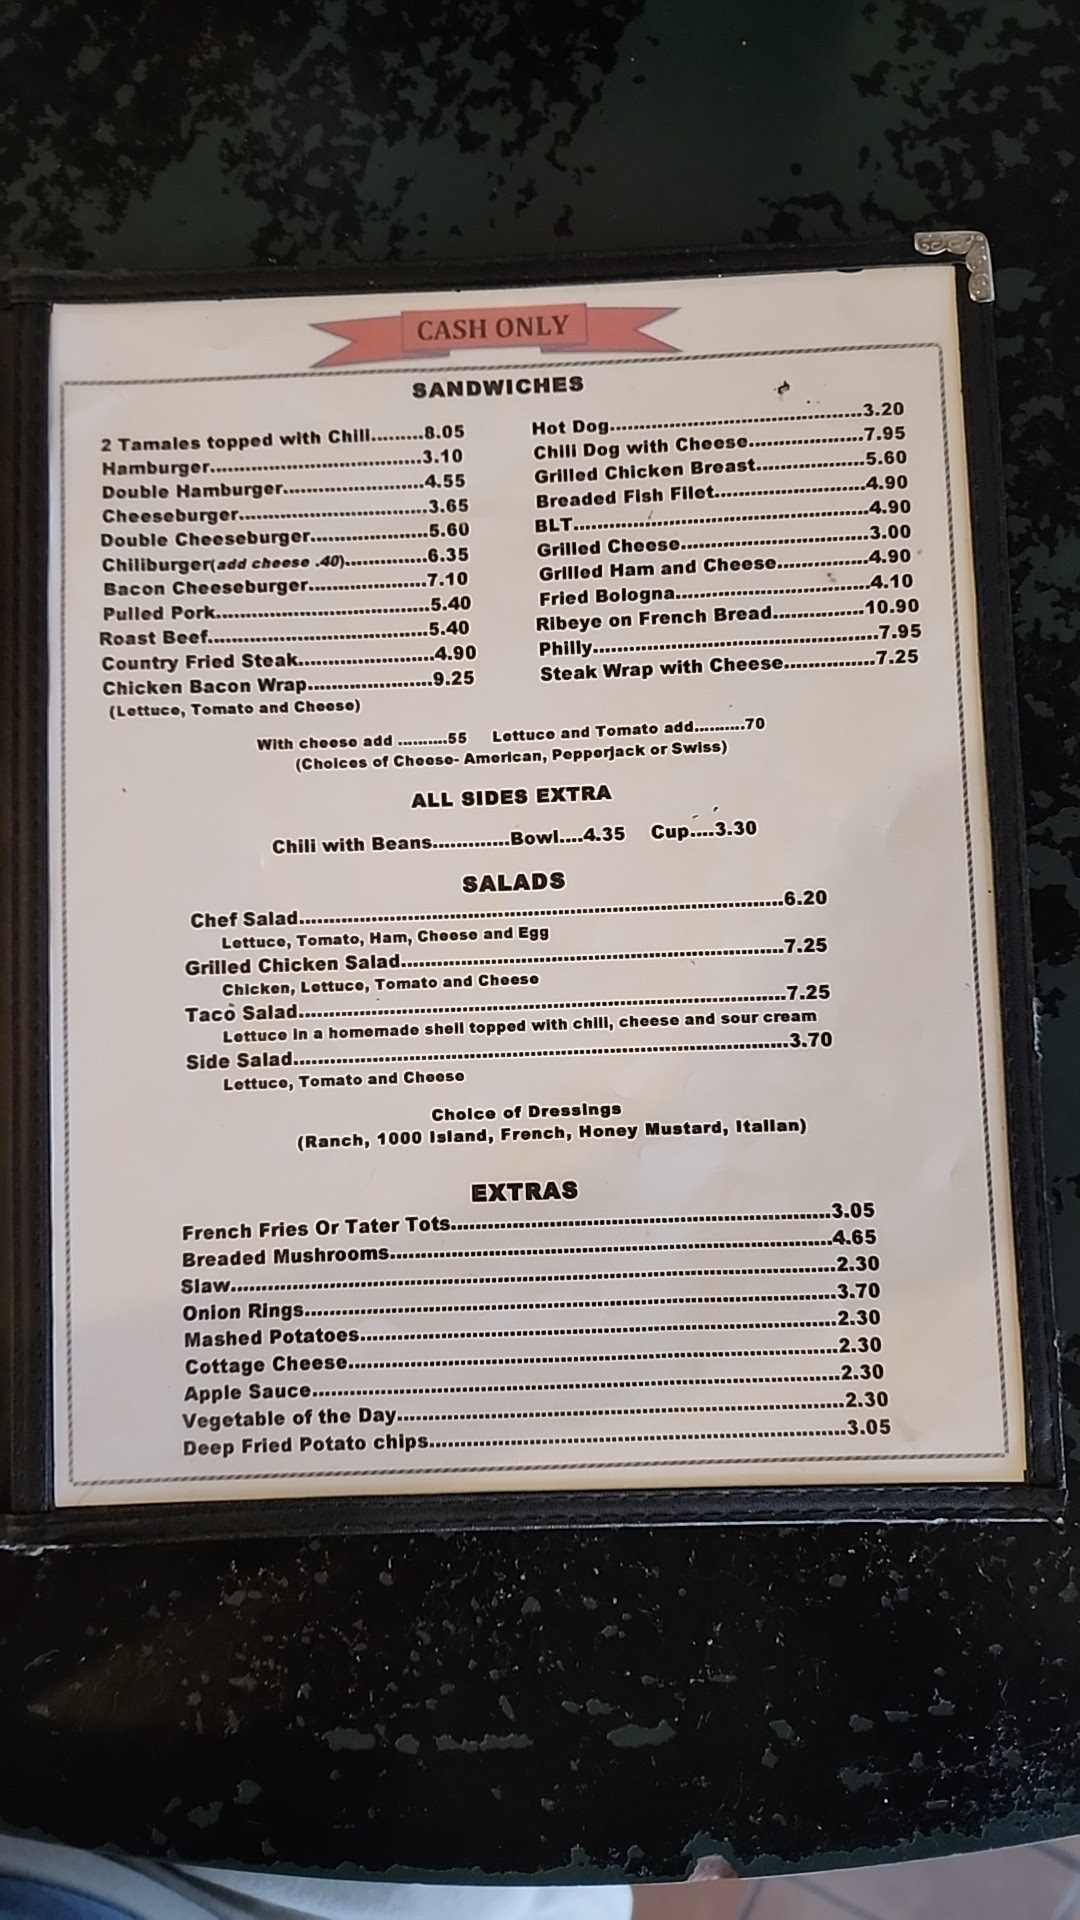 CASH ONLY
SANDWICHES
2 Tamales topped with Chili.........8.05
Hamburger...................................3.10
Double Hamburger.......................4.55
Cheeseburger...............................3.65
Double Cheeseburger...................5.60
Chiliburger(add cheese .40)..............6.35
Bacon Cheeseburger....................7.10
Pulled Pork....................................5.40
Roast Beef.....................................5.40
Country Fried Steak.......................4.90
Chicken Bacon Wrap.....................9.25
(Lettuce, Tomato and Cheese)
Hot Dog..........................................3.20
Chili Dog with Cheese...................7.95
Grilled Chicken Breast..................5.60
Breaded Fish Filet.........................4.90
BLT.................................................4.90
Grilled Cheese...............................3.00
Grilled Ham and Cheese...............4.90
Fried Bologna................................4.10
Ribeye on French Bread...............10.90
Philly...............................................7.95
Steak Wrap with Cheese...............7.25
With cheese add ..........55 Lettuce and Tomato add..........70
(Choices of Cheese- American, Pepperjack or Swiss)
ALL SIDES EXTRA
Chili with Beans.............Bowl....4.35 Cup....3.30
SALADS
Chef Salad................................................................................6.20
Lettuce, Tomato, Ham, Cheese and Egg
Grilled Chicken Salad...............................................................7.25
Chicken, Lettuce, Tomato and Cheese
Taco Salad................................................................................7.25
Lettuce in a homemade shell topped with chili, cheese and sour cream
Side Salad.................................................................................3.70
Lettuce, Tomato and Cheese
Choice of Dressings
(Ranch, 1000 Island, French, Honey Mustard, Italian)
EXTRAS
French Fries Or Tater Tots...............................................................3.05
Breaded Mushrooms.........................................................................4.65
Slaw...................................................................................................2.30
Onion Rings.......................................................................................3.70
Mashed Potatoes...............................................................................2.30
Cottage Cheese.................................................................................2.30
Apple Sauce.......................................................................................2.30
Vegetable of the Day..........................................................................2.30
Deep Fried Potato chips.....................................................................3.05